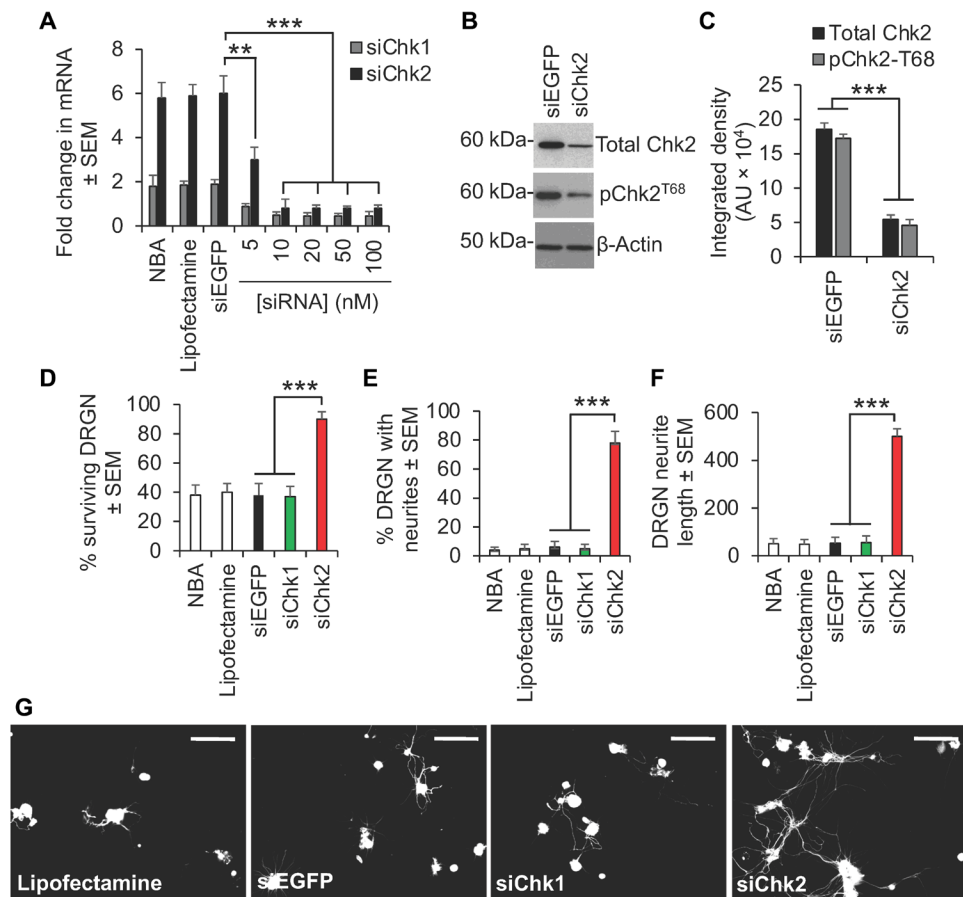 A
Fold change in mRNA
± SEM
8
6
4
2
0
***
**
siChk1
siChk2
NBA
Lipofectamine
siEGFP
5
10
20
50
100
[siRNA] (nM)
B
siEGFP
siChk2
60 kDa-
Total Chk2
60 kDa-
pChk2T68
50 kDa-
β-Actin
C
Total Chk2
pChk2-T68
Integrated density
(AU × 10⁴)
25
20
15
10
5
0
***
siEGFP
siChk2
D
% surviving DRGN
± SEM
100
80
60
40
20
0
***
NBA
Lipofectamine
siEGFP
siChk1
siChk2
E
% DRGN with
neurites ± SEM
100
80
60
40
20
0
***
NBA
Lipofectamine
siEGFP
siChk1
siChk2
F
DRGN neurite
length ± SEM
600
400
200
0
***
NBA
Lipofectamine
siEGFP
siChk1
siChk2
G
Lipofectamine
siEGFP
siChk1
siChk2